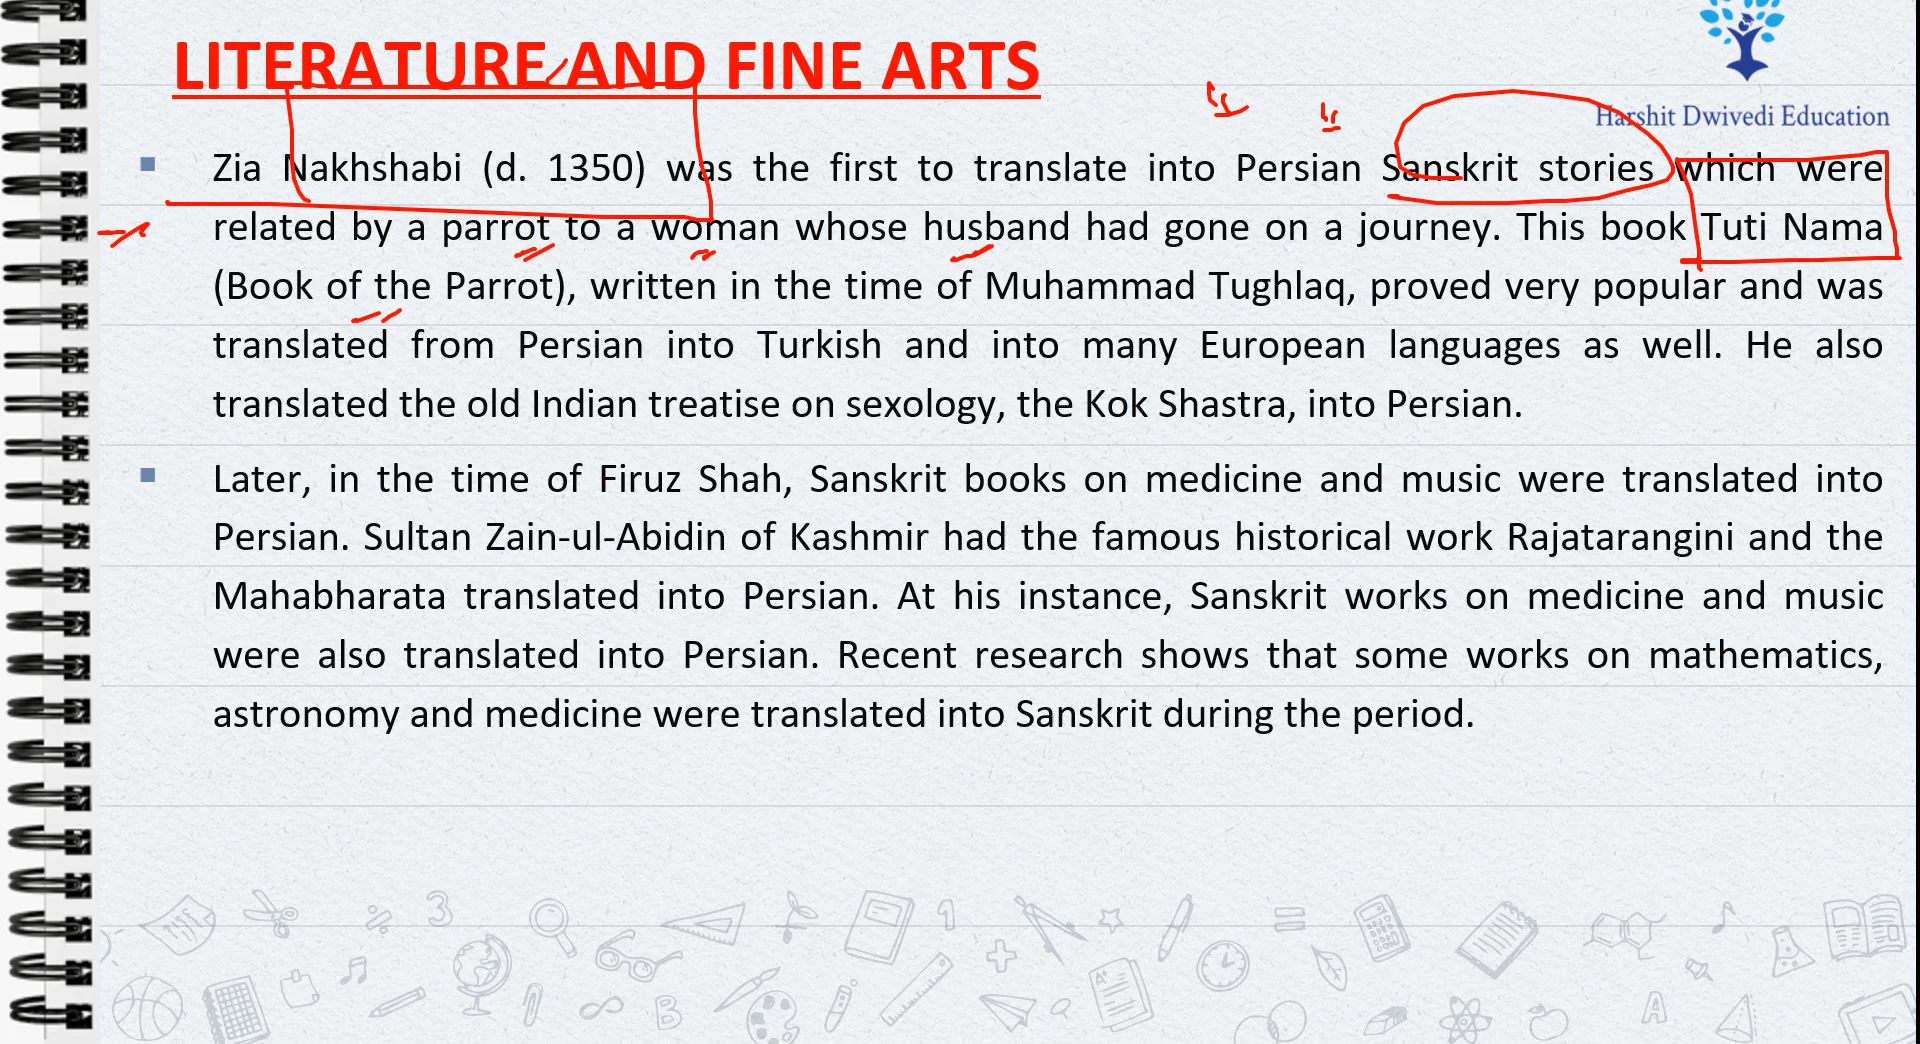 LITERATURE AND FINE ARTS
Harshit Dwivedi Education
Zia Nakhshabi (d. 1350) was the first to translate into Persian Sanskrit stories which were
related by a parrot to a woman whose husband had gone on a journey. This book Tuti Nama
(Book of the Parrot), written in the time of Muhammad Tughlaq, proved very popular and was
translated from Persian into Turkish and into many European languages as well. He also
translated the old Indian treatise on sexology, the Kok Shastra, into Persian.
Later, in the time of Firuz Shah, Sanskrit books on medicine and music were translated into
Persian. Sultan Zain-ul-Abidin of Kashmir had the famous historical work Rajatarangini and the
Mahabharata translated into Persian. At his instance, Sanskrit works on medicine and music
were also translated into Persian. Recent research shows that some works on mathematics,
astronomy and medicine were translated into Sanskrit during the period.